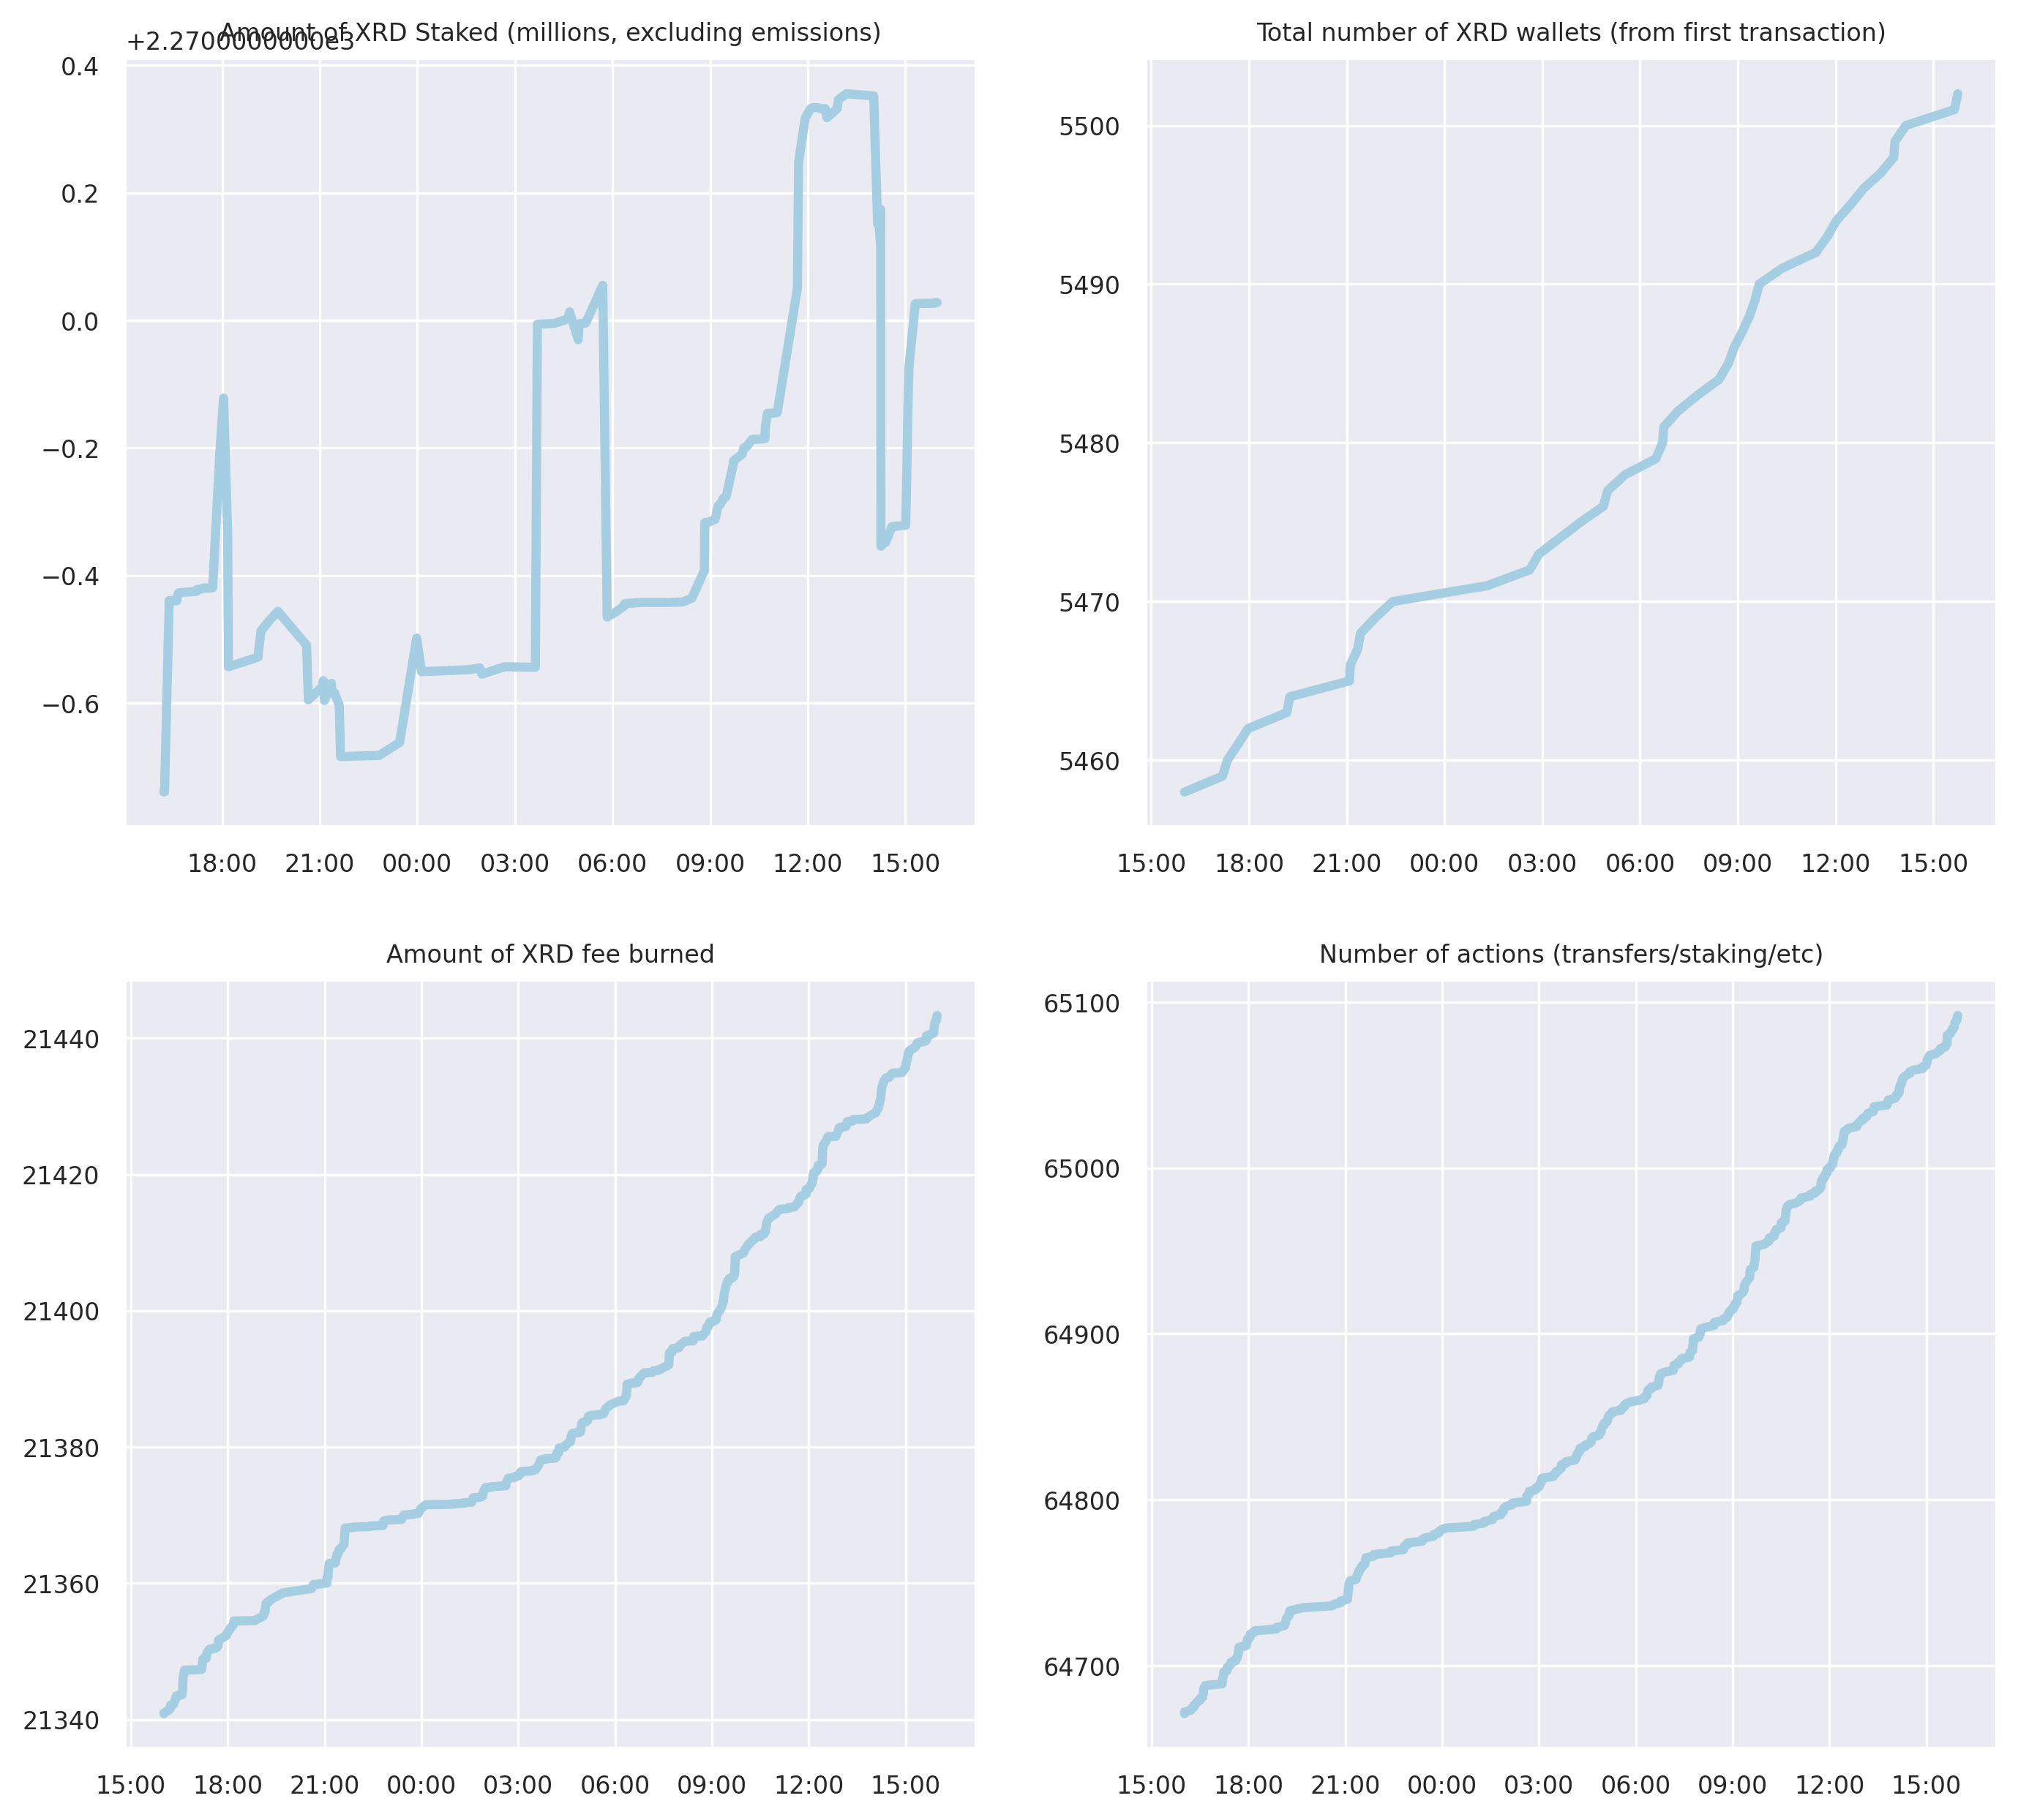 Amount of XRD Staked (millions, excluding emissions)
+2.2700000000e3
0.4
0.2
0.0
−0.2
−0.4
−0.6
18:00 21:00 00:00 03:00 06:00 09:00 12:00 15:00
Total number of XRD wallets (from first transaction)
5500
5490
5480
5470
5460
15:00 18:00 21:00 00:00 03:00 06:00 09:00 12:00 15:00
Amount of XRD fee burned
21440
21420
21400
21380
21360
21340
15:00 18:00 21:00 00:00 03:00 06:00 09:00 12:00 15:00
Number of actions (transfers/staking/etc)
65100
65000
64900
64800
64700
15:00 18:00 21:00 00:00 03:00 06:00 09:00 12:00 15:00